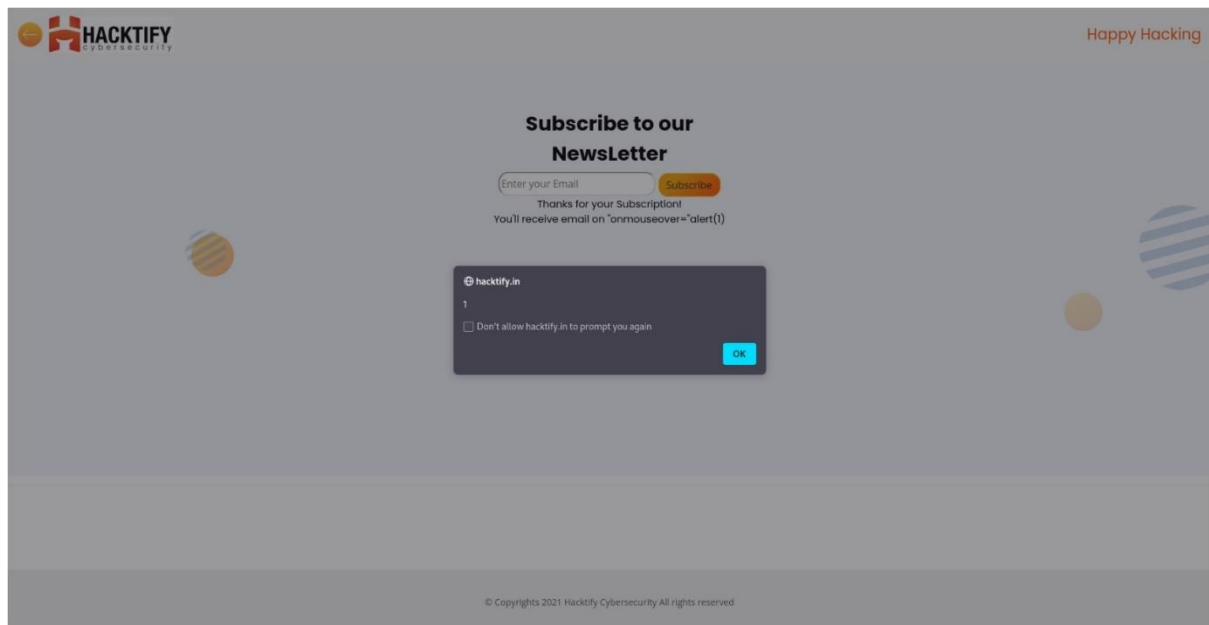 HACKTIFY
cybersecurity
Happy Hacking
Subscribe to our
NewsLetter
Enter your Email
Subscribe
Thanks for your Subscription!
You'll receive email on "onmouseover="alert(1)
hacktify.in
1
Don't allow hacktify.in to prompt you again
OK
© Copyrights 2021 Hacktify Cybersecurity All rights reserved